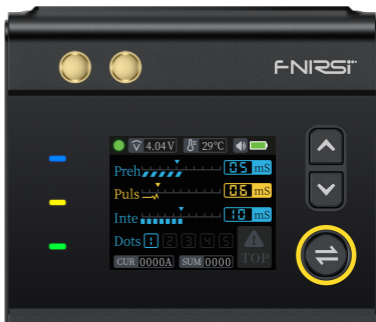 FNIRSI
4.04V 29°C
Preh 05 mS
Puls 06 mS
Inte 10 mS
Dots 1 2 3 4 5
CUR 0000A SUM 0000 TOP